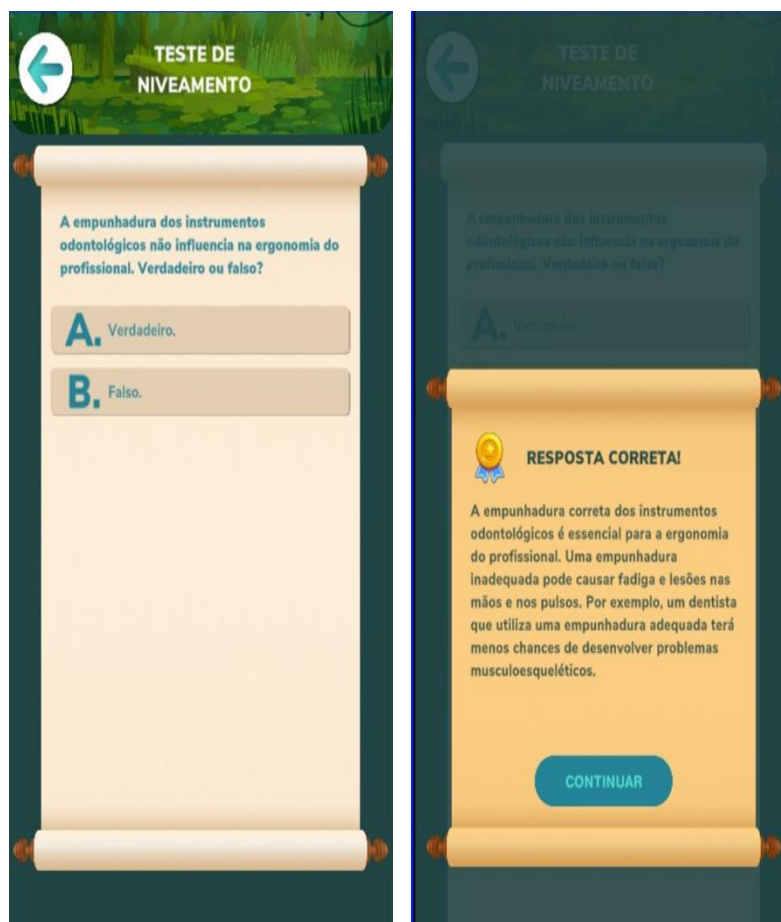 TESTE DE
NIVEAMENTO
A empunhadura dos instrumentos
odontológicos não influencia na ergonomia do
profissional. Verdadeiro ou falso?
A. Verdadeiro.
B. Falso.
TESTE DE
NIVEAMENTO
A empunhadura dos instrumentos
odontológicos não influencia na ergonomia da
profissional. Verdadeiro ou falso?
A. Verdadeiro.
RESPOSTA CORRETA!
A empunhadura correta dos instrumentos
odontológicos é essencial para a ergonomia
do profissional. Uma empunhadura
inadequada pode causar fadiga e lesões nas
mãos e nos pulsos. Por exemplo, um dentista
que utiliza uma empunhadura adequada terá
menos chances de desenvolver problemas
musculoesqueléticos.
CONTINUAR